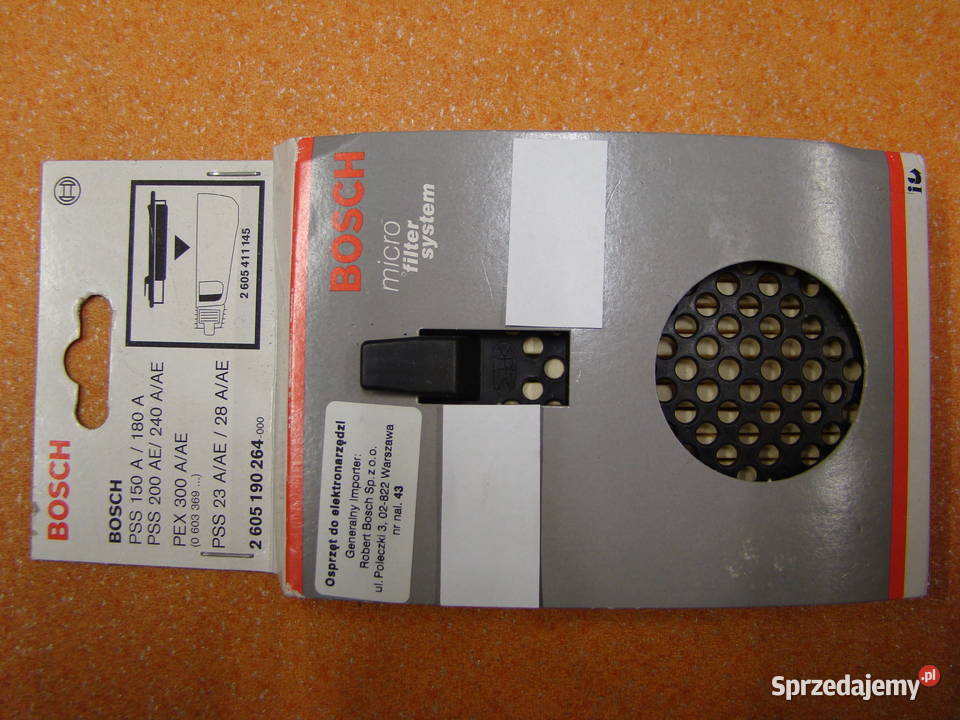 BOSCH
BOSCH
PSS 150 A / 180 A
PSS 200 AE/ 240 A/AE
PEX 300 A/AE
(0 603 369 ...)
PSS 23 A/AE / 28 A/AE
2 605 190 264-000
2 605 411 145
BOSCH
micro
filter
system
Osprzęt do elektronarzędzi
Generalny Importer:
Robert Bosch Sp. z o.o.
ul. Poleczki 3, 02-822 Warszawa
nr nal. 43
Sprzedajemy.pl